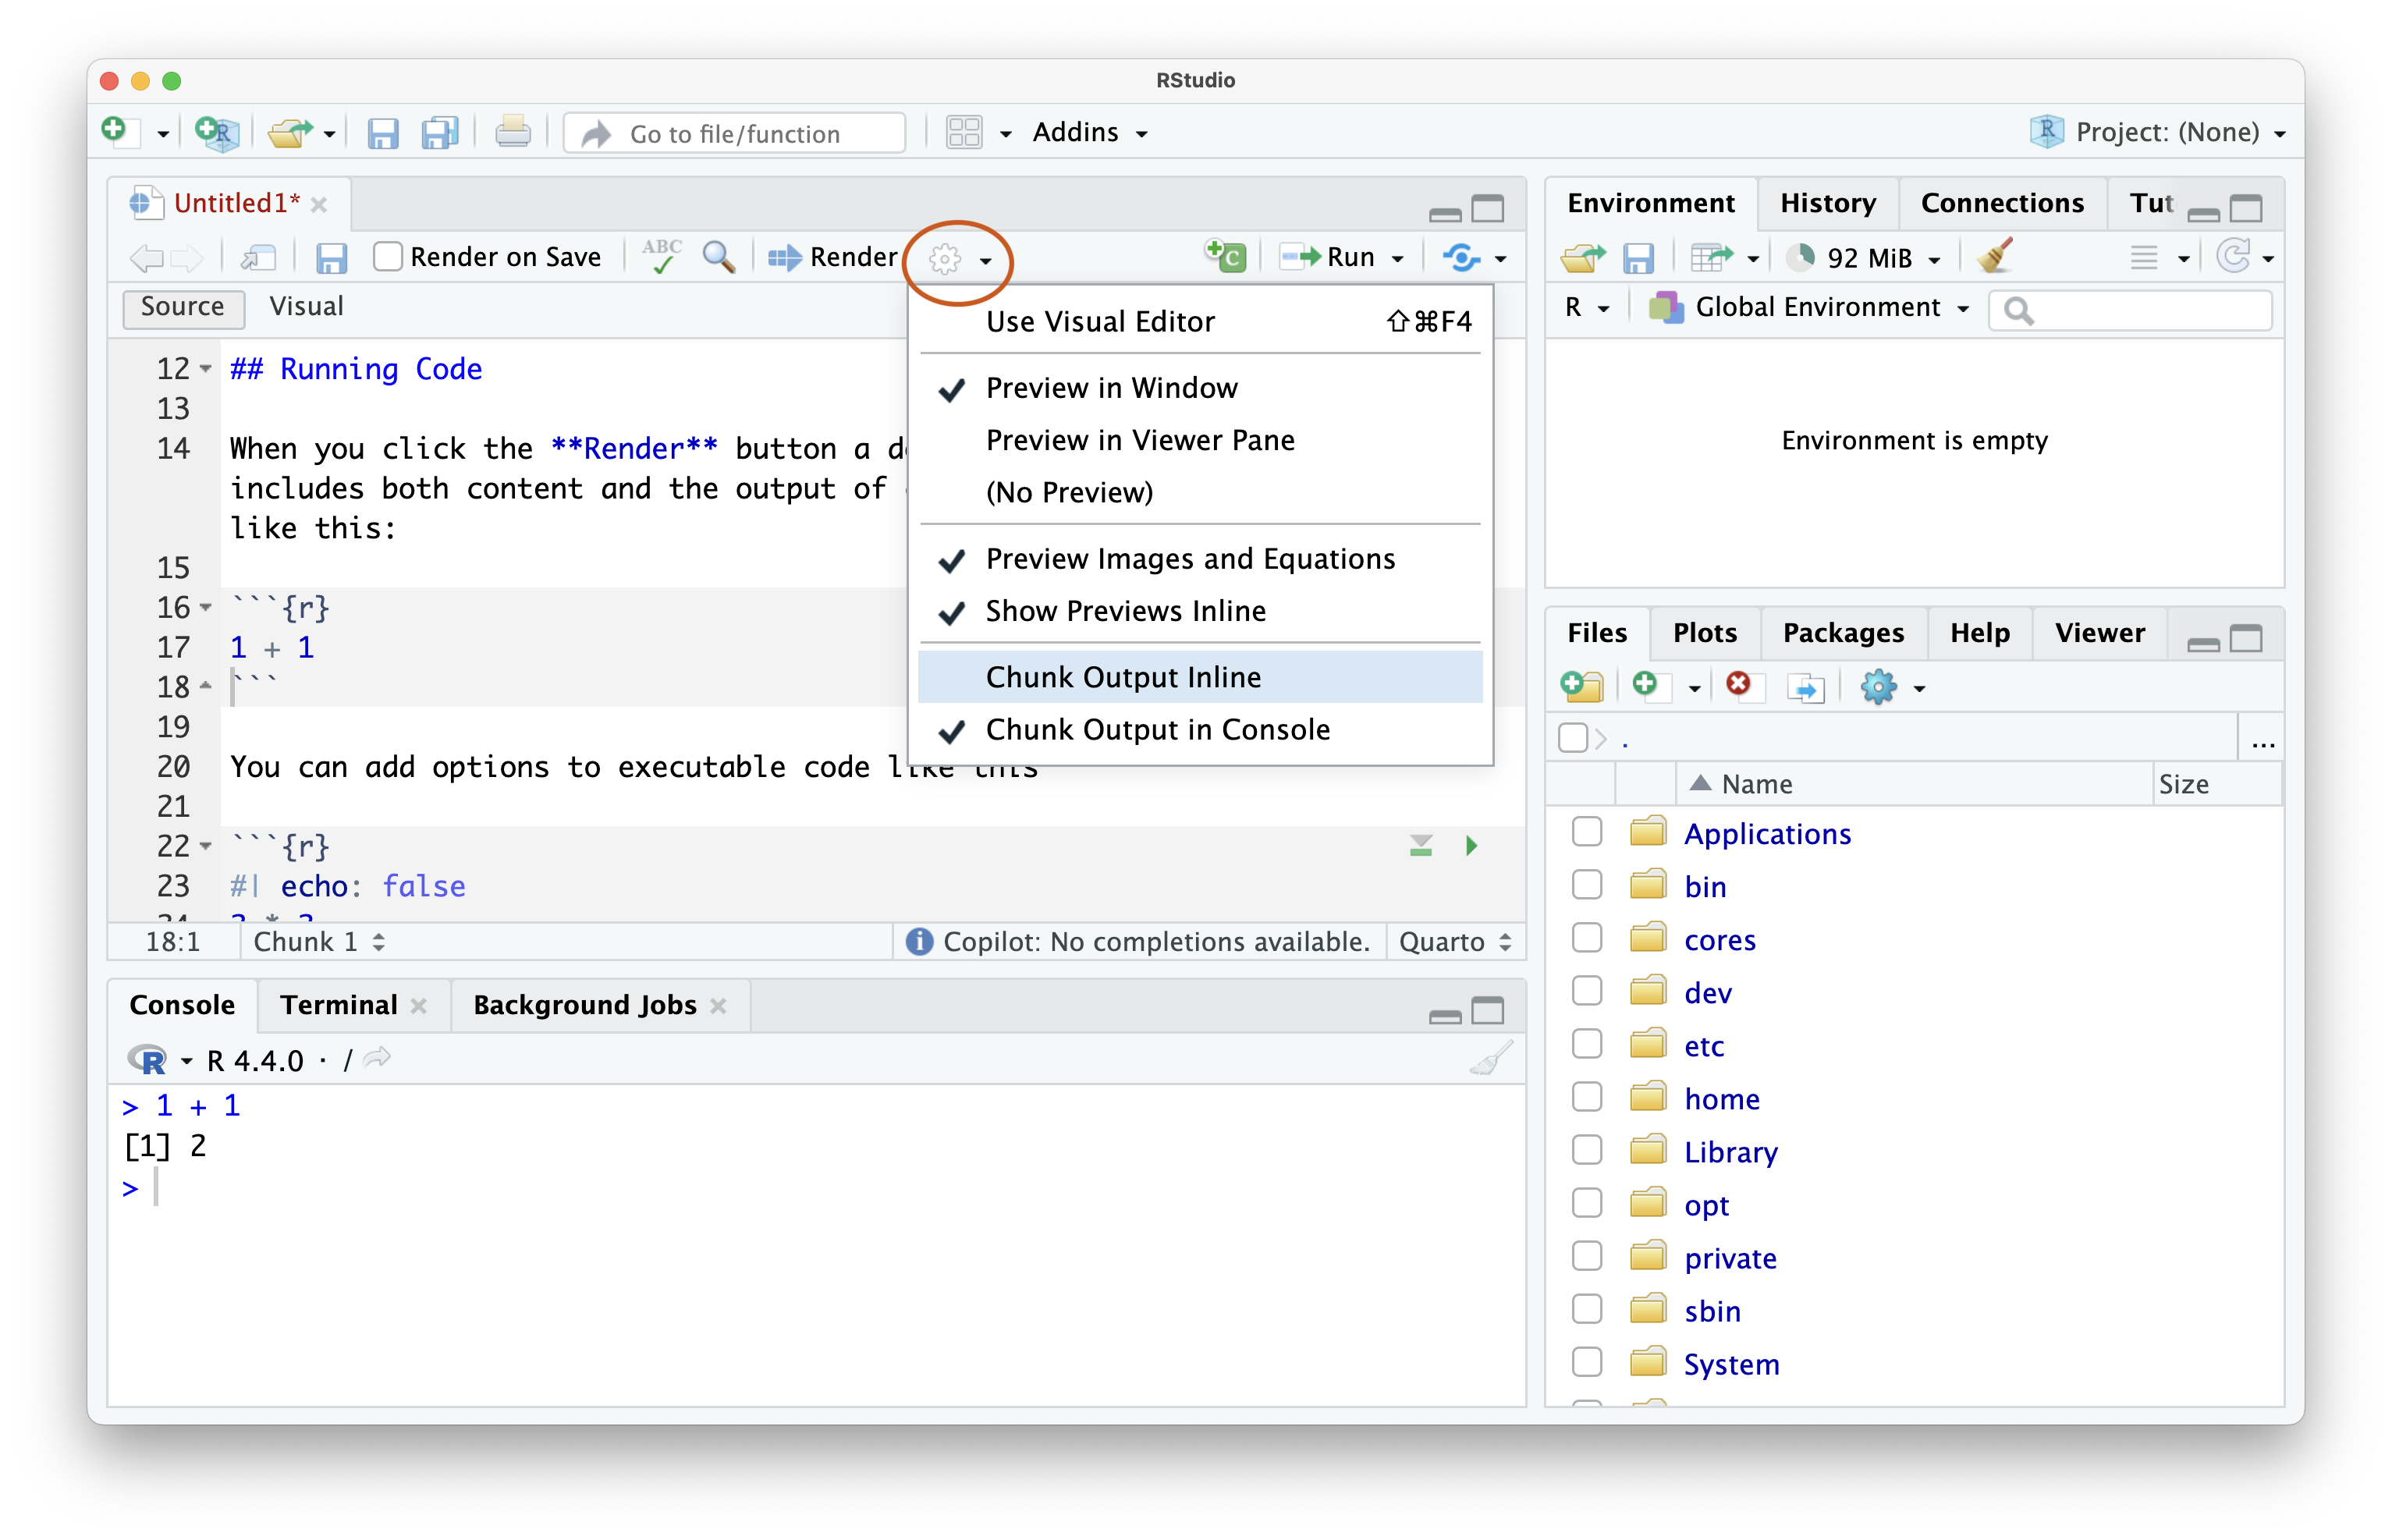 RStudio
Go to file/function
Addins
Project: (None)
Untitled1*
Render on Save
ABC
Render
Run
Source
Visual
Use Visual Editor ⇧⌘F4
Preview in Window
Preview in Viewer Pane
(No Preview)
Preview Images and Equations
Show Previews Inline
Chunk Output Inline
Chunk Output in Console
12 ## Running Code
13
14 When you click the **Render** button a d
includes both content and the output of
like this:
15
16 ```{r}
17 1 + 1
18 ```
19
20 You can add options to executable code like this
21
22 ```{r}
23 #| echo: false
18:1
Chunk 1
Copilot: No completions available.
Quarto
Console
Terminal
Background Jobs
R 4.4.0 · /
> 1 + 1
[1] 2
>
Environment
History
Connections
Tut
92 MiB
R
Global Environment
Environment is empty
Files
Plots
Packages
Help
Viewer
.
...
Name
Size
Applications
bin
cores
dev
etc
home
Library
opt
private
sbin
System